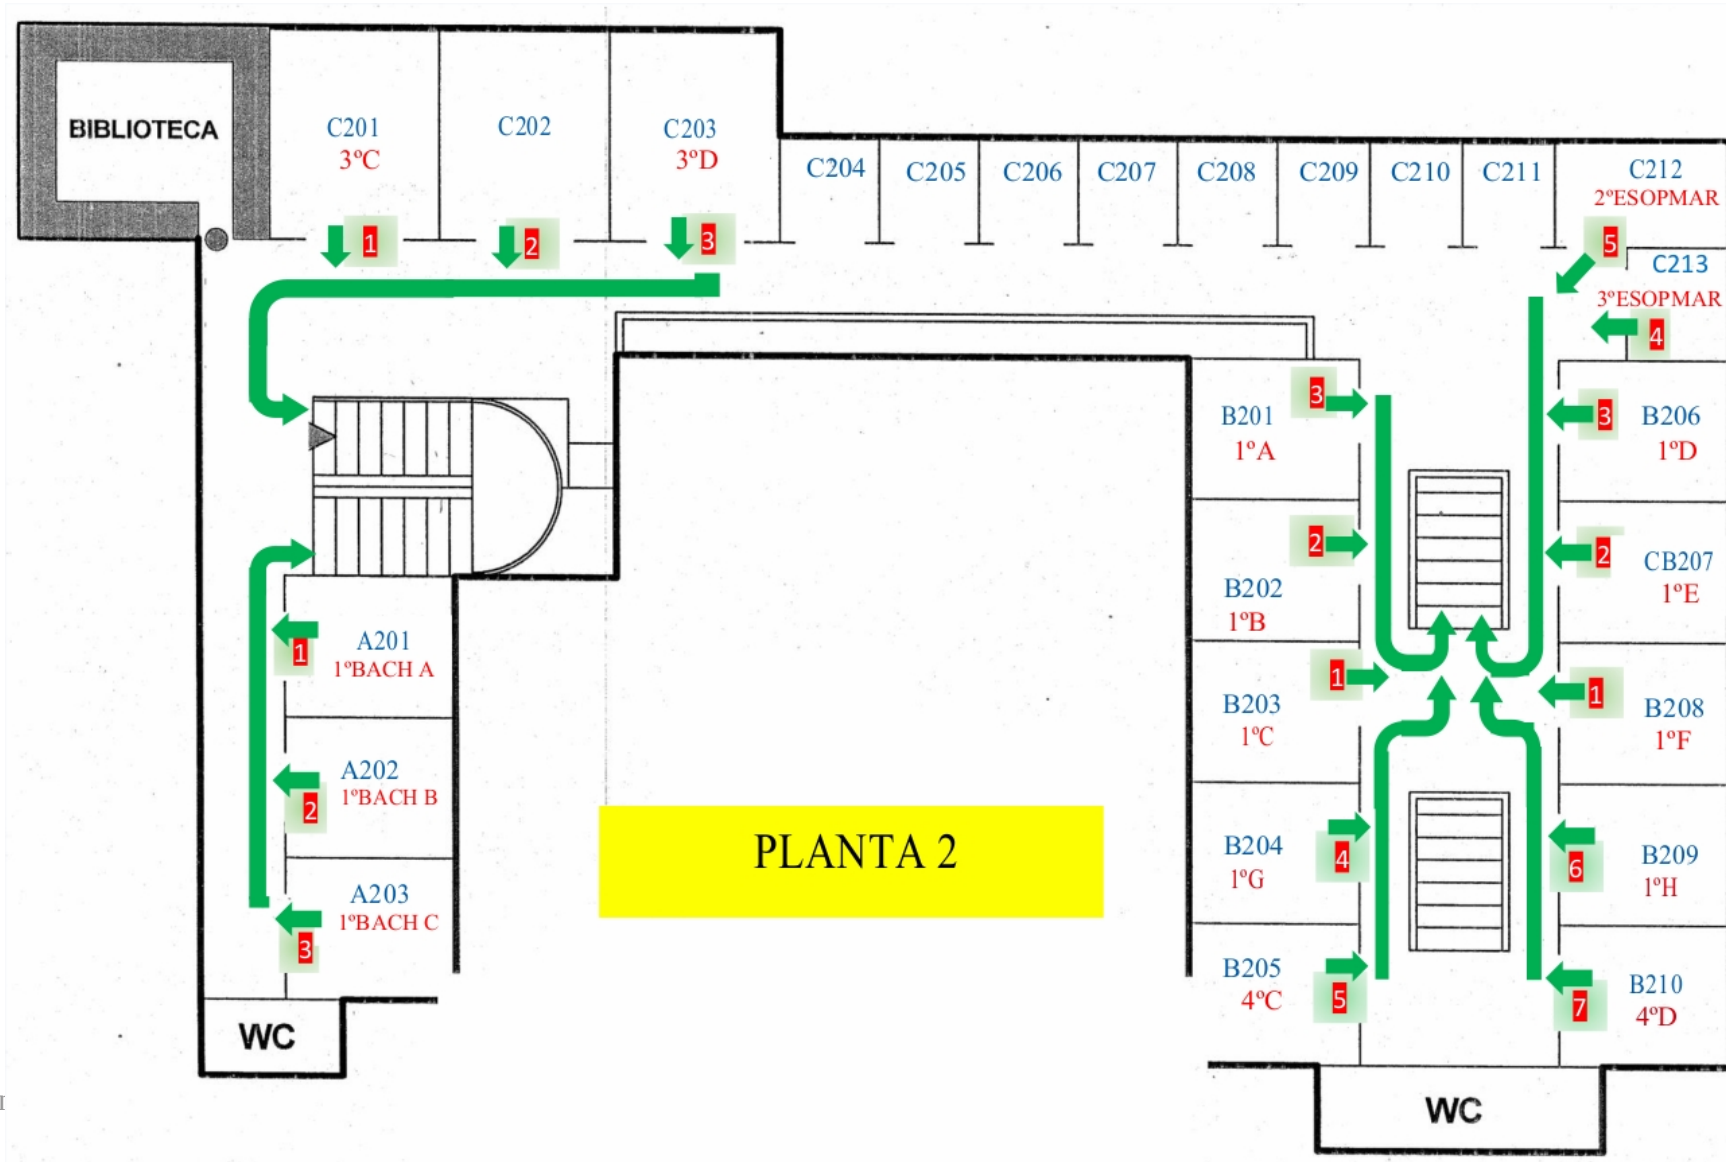 BIBLIOTECA
C201
3ºC
C202
C203
3ºD
C204
C205
C206
C207
C208
C209
C210
C211
C212
2ºESOPMAR
1
2
3
5
C213
3ºESOPMAR
4
3
B201
1ºA
3
B206
1ºD
2
B202
1ºB
2
CB207
1ºE
1
A201
1ºBACH A
1
B203
1ºC
1
B208
1ºF
A202
1ºBACH B
2
PLANTA 2
B204
1ºG
4
6
B209
1ºH
A203
1ºBACH C
3
B205
4ºC
5
7
B210
4ºD
WC
WC